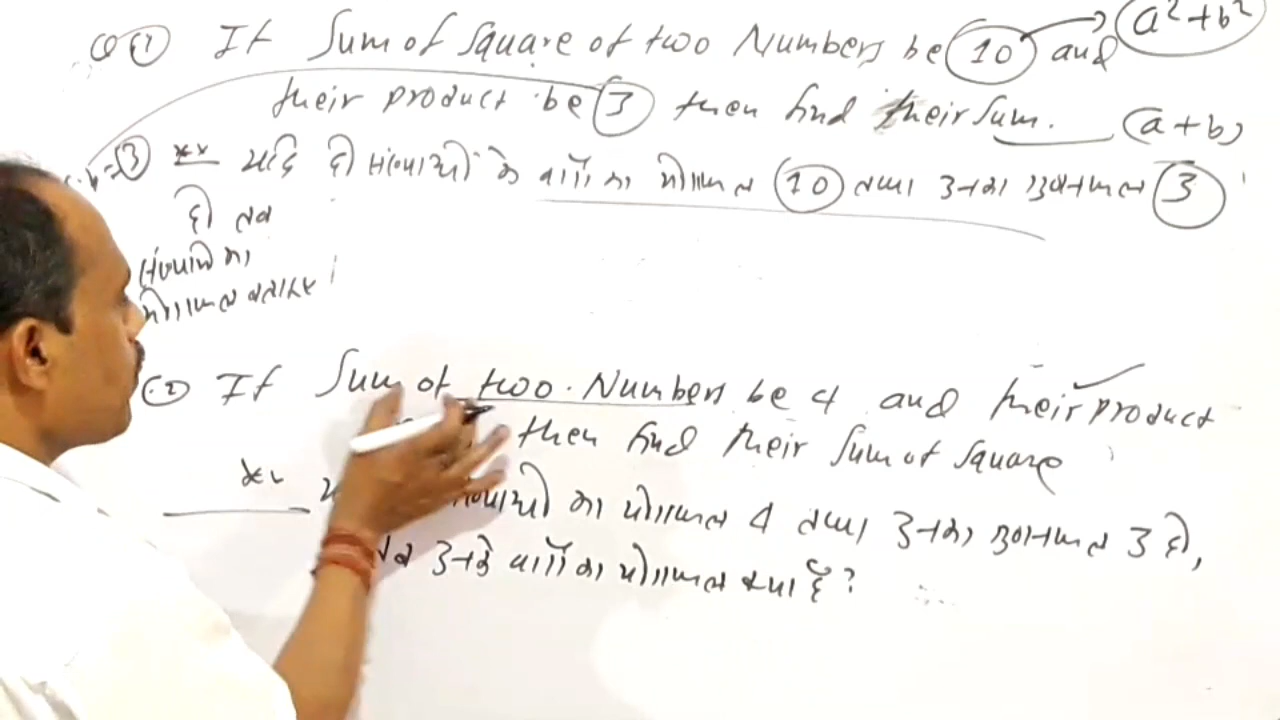 Q① If Sum of Square of two Numbers be 10 and a²+b²
their product be 3 then find their sum. (a+b)
a.b=3 ** यदि दो संख्याओं के वर्गों का योगफल 10 तथा उनका गुणनफल 3
हो तब
संख्याओं का
योगफल बताइए।
② If Sum of two Numbers be 4 and their product
then find their Sum of Square
** संख्याओं का योगफल 4 तथा उनका गुणनफल 3 हो,
तब उनके वर्गों का योगफल क्या है?